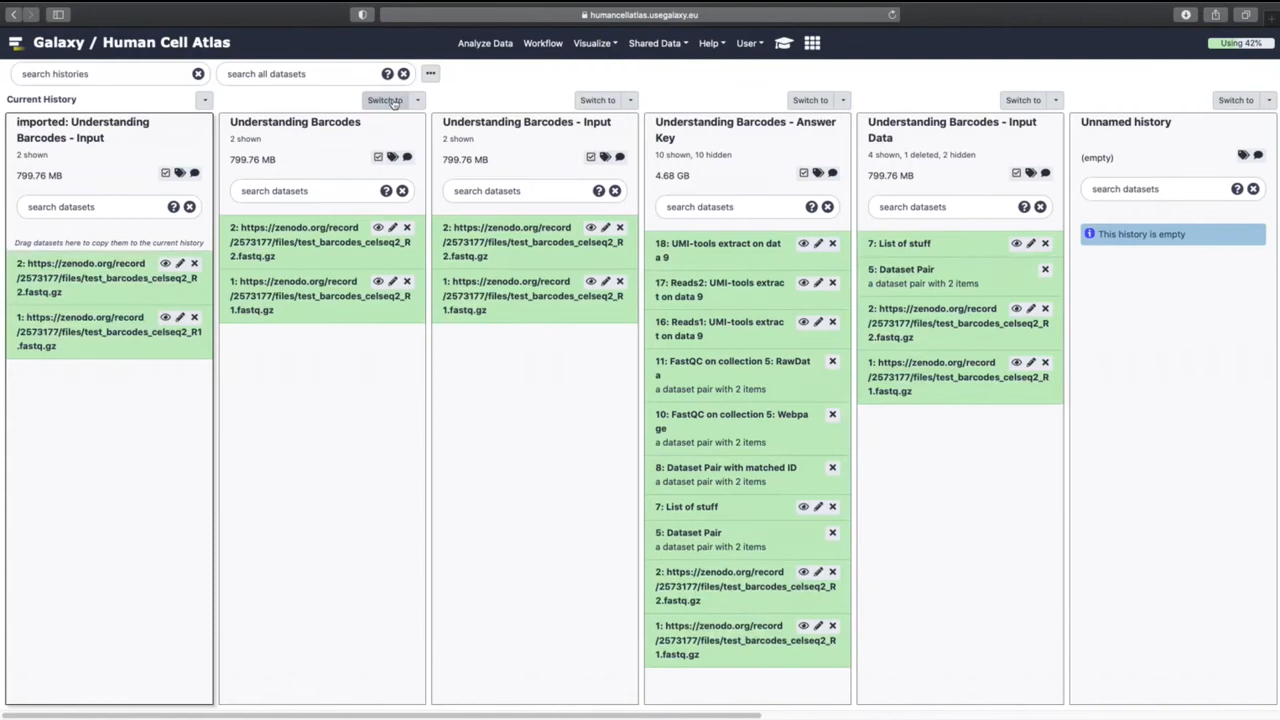 humancellatlas.usegalaxy.eu
Galaxy / Human Cell Atlas
Analyze Data
Workflow
Visualize
Shared Data
Help
User
Using 42%
search histories
search all datasets
Current History
Switch to
Switch to
Switch to
Switch to
Switch to
imported: Understanding
Barcodes - Input
2 shown
799.76 MB
search datasets
Drag datasets here to copy them to the current history
2: https://zenodo.org/record
/2573177/files/test_barcodes_celseq2_R
2.fastq.gz
1: https://zenodo.org/record
/2573177/files/test_barcodes_celseq2_R1
.fastq.gz
Understanding Barcodes
2 shown
799.76 MB
search datasets
2: https://zenodo.org/record
/2573177/files/test_barcodes_celseq2_R
2.fastq.gz
1: https://zenodo.org/record
/2573177/files/test_barcodes_celseq2_R
1.fastq.gz
Understanding Barcodes - Input
2 shown
799.76 MB
search datasets
2: https://zenodo.org/record
/2573177/files/test_barcodes_celseq2_R
2.fastq.gz
1: https://zenodo.org/record
/2573177/files/test_barcodes_celseq2_R
1.fastq.gz
Understanding Barcodes - Answer
Key
10 shown, 10 hidden
4.68 GB
search datasets
18: UMI-tools extract on dat
a 9
17: Reads2: UMI-tools extrac
t on data 9
16: Reads1: UMI-tools extrac
t on data 9
11: FastQC on collection 5: RawDat
a
a dataset pair with 2 items
10: FastQC on collection 5: Webpa
ge
a dataset pair with 2 items
8: Dataset Pair with matched ID
a dataset pair with 2 items
7: List of stuff
5: Dataset Pair
a dataset pair with 2 items
2: https://zenodo.org/record
/2573177/files/test_barcodes_celseq2_R
2.fastq.gz
1: https://zenodo.org/record
/2573177/files/test_barcodes_celseq2_R
1.fastq.gz
Understanding Barcodes - Input
Data
4 shown, 1 deleted, 2 hidden
799.76 MB
search datasets
7: List of stuff
5: Dataset Pair
a dataset pair with 2 items
2: https://zenodo.org/record
/2573177/files/test_barcodes_celseq2_R
2.fastq.gz
1: https://zenodo.org/record
/2573177/files/test_barcodes_celseq2_R
1.fastq.gz
Unnamed history
(empty)
search datasets
This history is empty